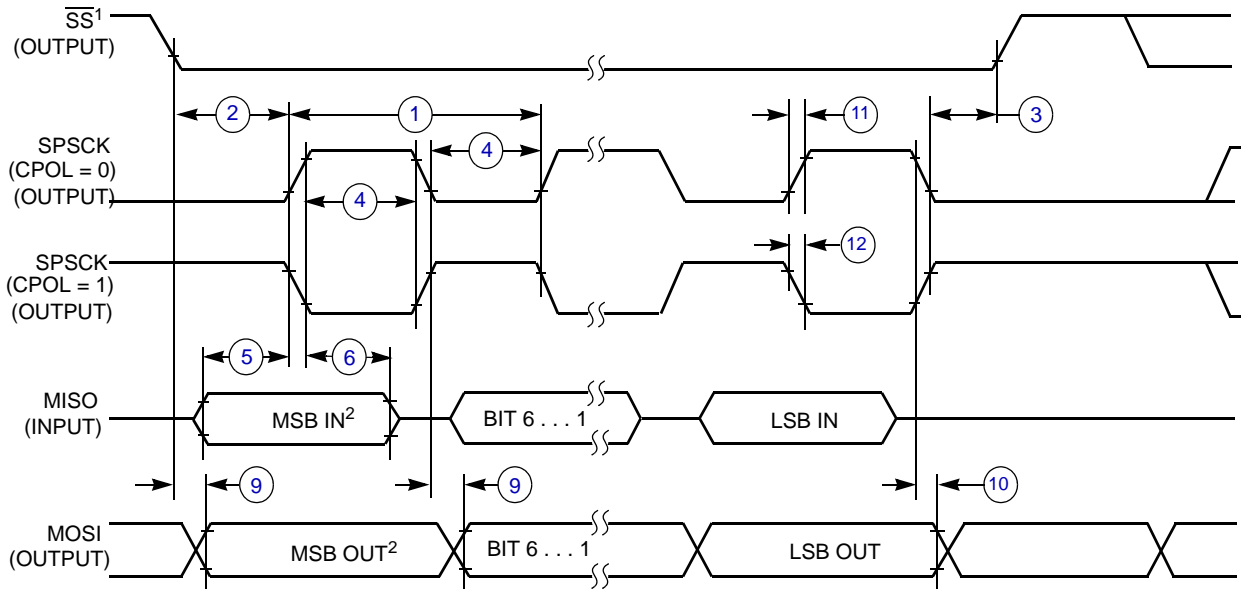 SS¹
(OUTPUT)
2
1
11
3
SPSCK
(CPOL = 0)
(OUTPUT)
4
4
SPSCK
(CPOL = 1)
(OUTPUT)
12
5
6
MISO
(INPUT)
MSB IN²
BIT 6 . . . 1
LSB IN
9
9
10
MOSI
(OUTPUT)
MSB OUT²
BIT 6 . . . 1
LSB OUT